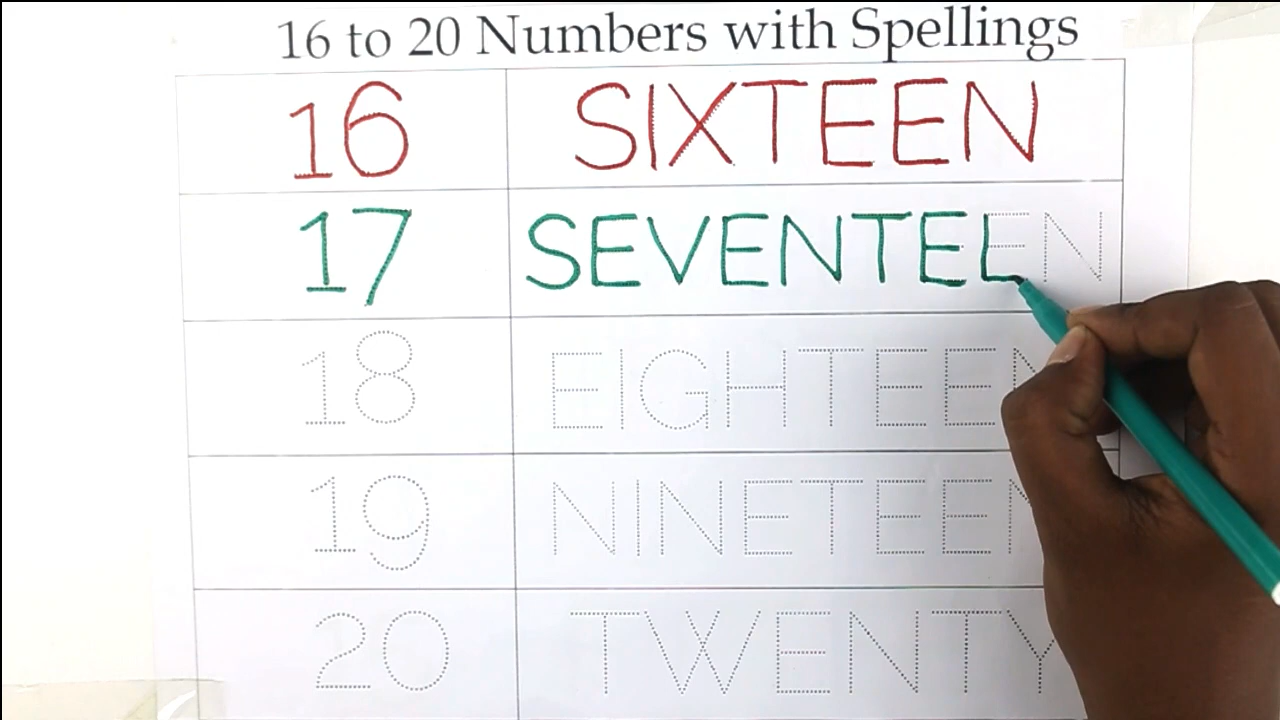 16 to 20 Numbers with Spellings
16 SIXTEEN
17 SEVENTEEN
18 EIGHTEEN
19 NINETEEN
20 TWENTY